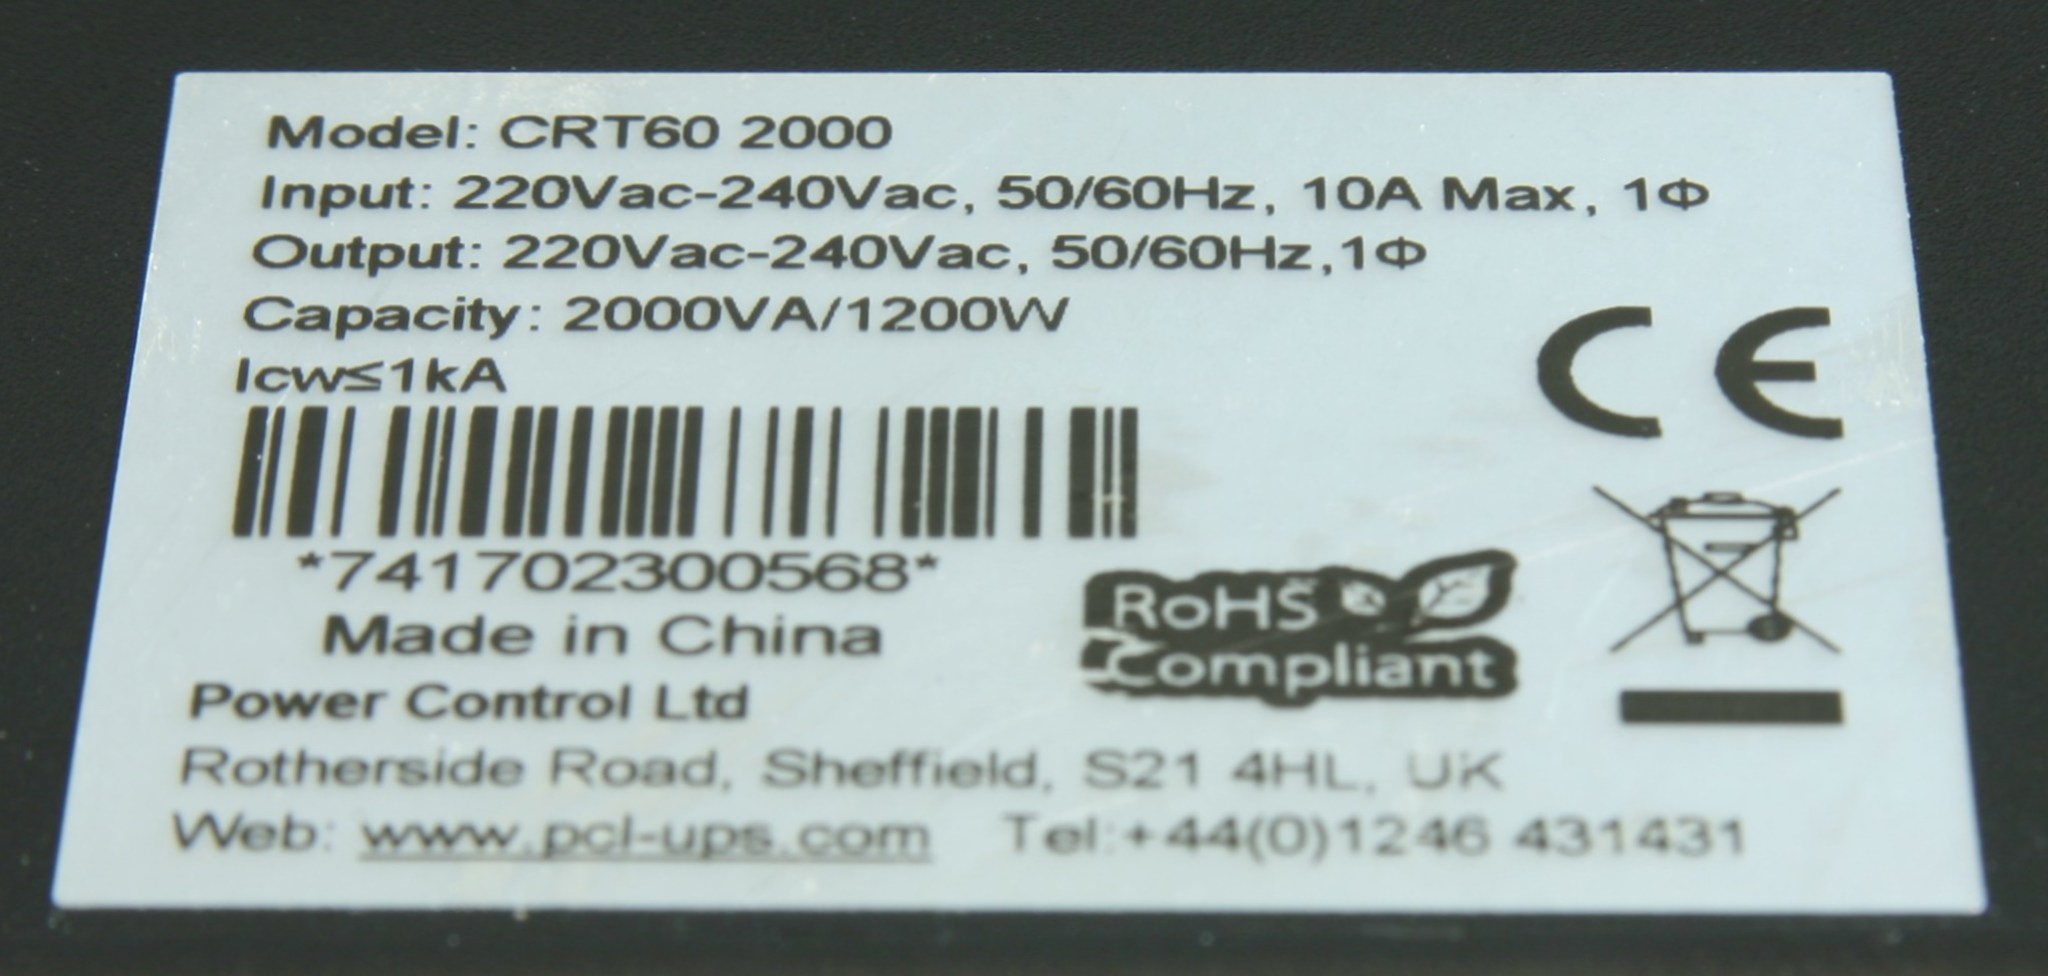 Model: CRT60 2000
Input: 220Vac-240Vac, 50/60Hz, 10A Max, 1Φ
Output: 220Vac-240Vac, 50/60Hz,1Φ
Capacity: 2000VA/1200W
Icw≤1kA
CE
*741702300568*
Made in China
RoHS
Compliant
Power Control Ltd
Rotherside Road, Sheffield, S21 4HL, UK
Web: www.pcl-ups.com Tel:+44(0)1246 431431